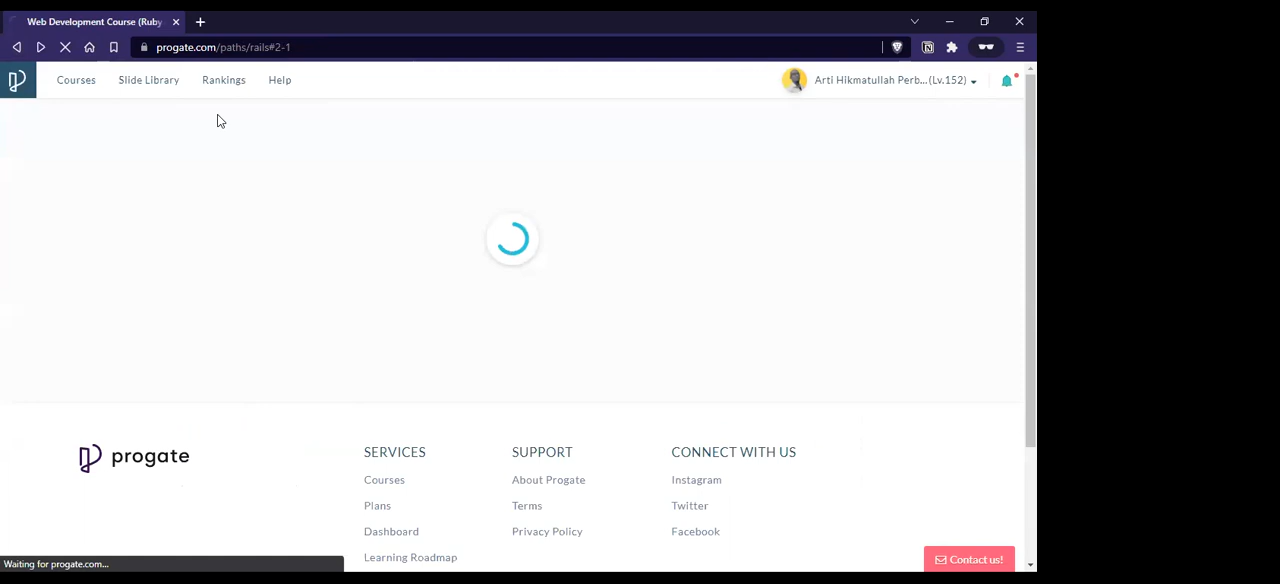 Web Development Course (Ruby
progate.com/paths/rails#2-1
Courses Slide Library Rankings Help Arti Hikmatullah Perb...(Lv.152)
progate
SERVICES
Courses
Plans
Dashboard
Learning Roadmap
SUPPORT
About Progate
Terms
Privacy Policy
CONNECT WITH US
Instagram
Twitter
Facebook
Contact us!
Waiting for progate.com...